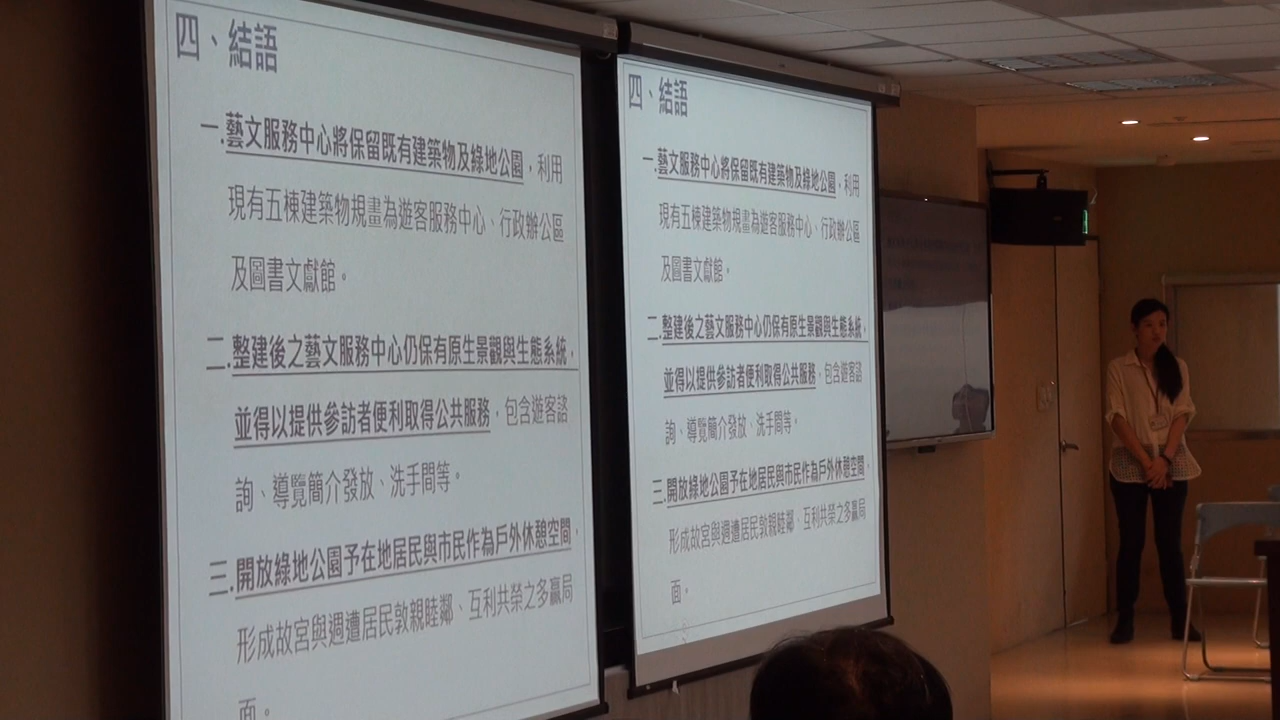 四、結語
一.藝文服務中心將保留既有建築物及綠地公園，利用
現有五棟建築物規畫為遊客服務中心、行政辦公區
及圖書文獻館。
二.整建後之藝文服務中心仍保有原生景觀與生態系統，
並得以提供參訪者便利取得公共服務，包含遊客諮
詢、導覽簡介發放、洗手間等。
三.開放綠地公園予在地居民與市民作為戶外休憩空間，
形成故宮與週遭居民敦親睦鄰、互利共榮之多贏局
面。
四、結語
一.藝文服務中心將保留既有建築物及綠地公園，利用
現有五棟建築物規畫為遊客服務中心、行政辦公區
及圖書文獻館。
二.整建後之藝文服務中心仍保有原生景觀與生態系統，
並得以提供參訪者便利取得公共服務，包含遊客諮
詢、導覽簡介發放、洗手間等。
三.開放綠地公園予在地居民與市民作為戶外休憩空間，
形成故宮與週遭居民敦親睦鄰、互利共榮之多贏局
面。